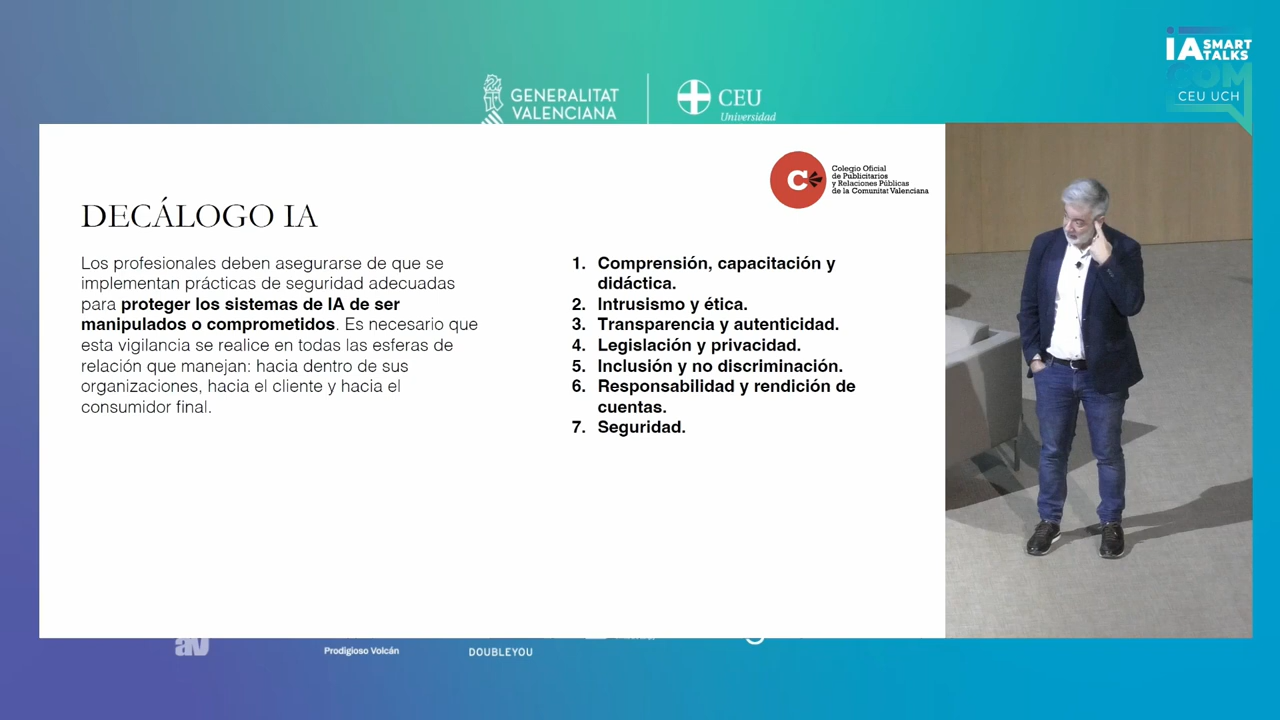 IA SMART TALKS
COM
CEU UCH
GENERALITAT
VALENCIANA
CEU
Universidad
Colegio Oficial
de Publicitarios
y Relaciones Públicas
de la Comunitat Valenciana
DECÁLOGO IA
Los profesionales deben asegurarse de que se
implementan prácticas de seguridad adecuadas
para proteger los sistemas de IA de ser
manipulados o comprometidos. Es necesario que
esta vigilancia se realice en todas las esferas de
relación que manejan: hacia dentro de sus
organizaciones, hacia el cliente y hacia el
consumidor final.
1. Comprensión, capacitación y
didáctica.
2. Intrusismo y ética.
3. Transparencia y autenticidad.
4. Legislación y privacidad.
5. Inclusión y no discriminación.
6. Responsabilidad y rendición de
cuentas.
7. Seguridad.
Prodigioso Volcán
DOUBLEYOU